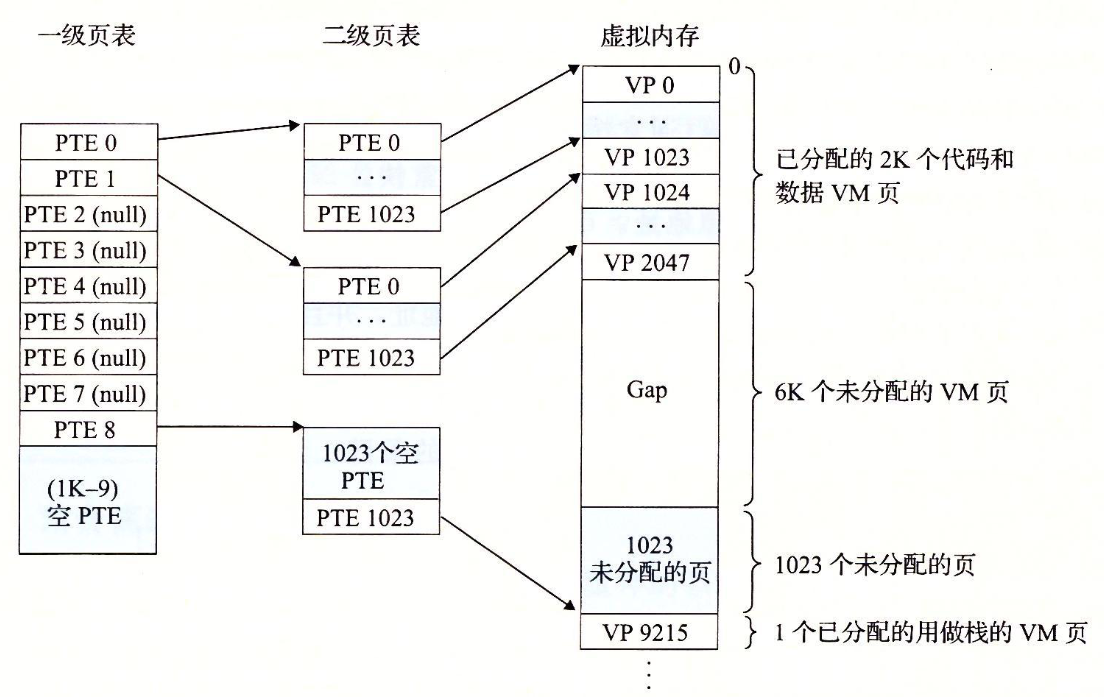 一级页表
二级页表
虚拟内存
PTE 0
PTE 1
PTE 2 (null)
PTE 3 (null)
PTE 4 (null)
PTE 5 (null)
PTE 6 (null)
PTE 7 (null)
PTE 8
(1K–9)
空 PTE
PTE 0
···
PTE 1023
PTE 0
···
PTE 1023
1023个空
PTE
PTE 1023
0
VP 0
···
VP 1023
VP 1024
···
VP 2047
Gap
1023
未分配的页
VP 9215
已分配的 2K 个代码和
数据 VM 页
6K 个未分配的 VM 页
1023 个未分配的页
1 个已分配的用做栈的 VM 页